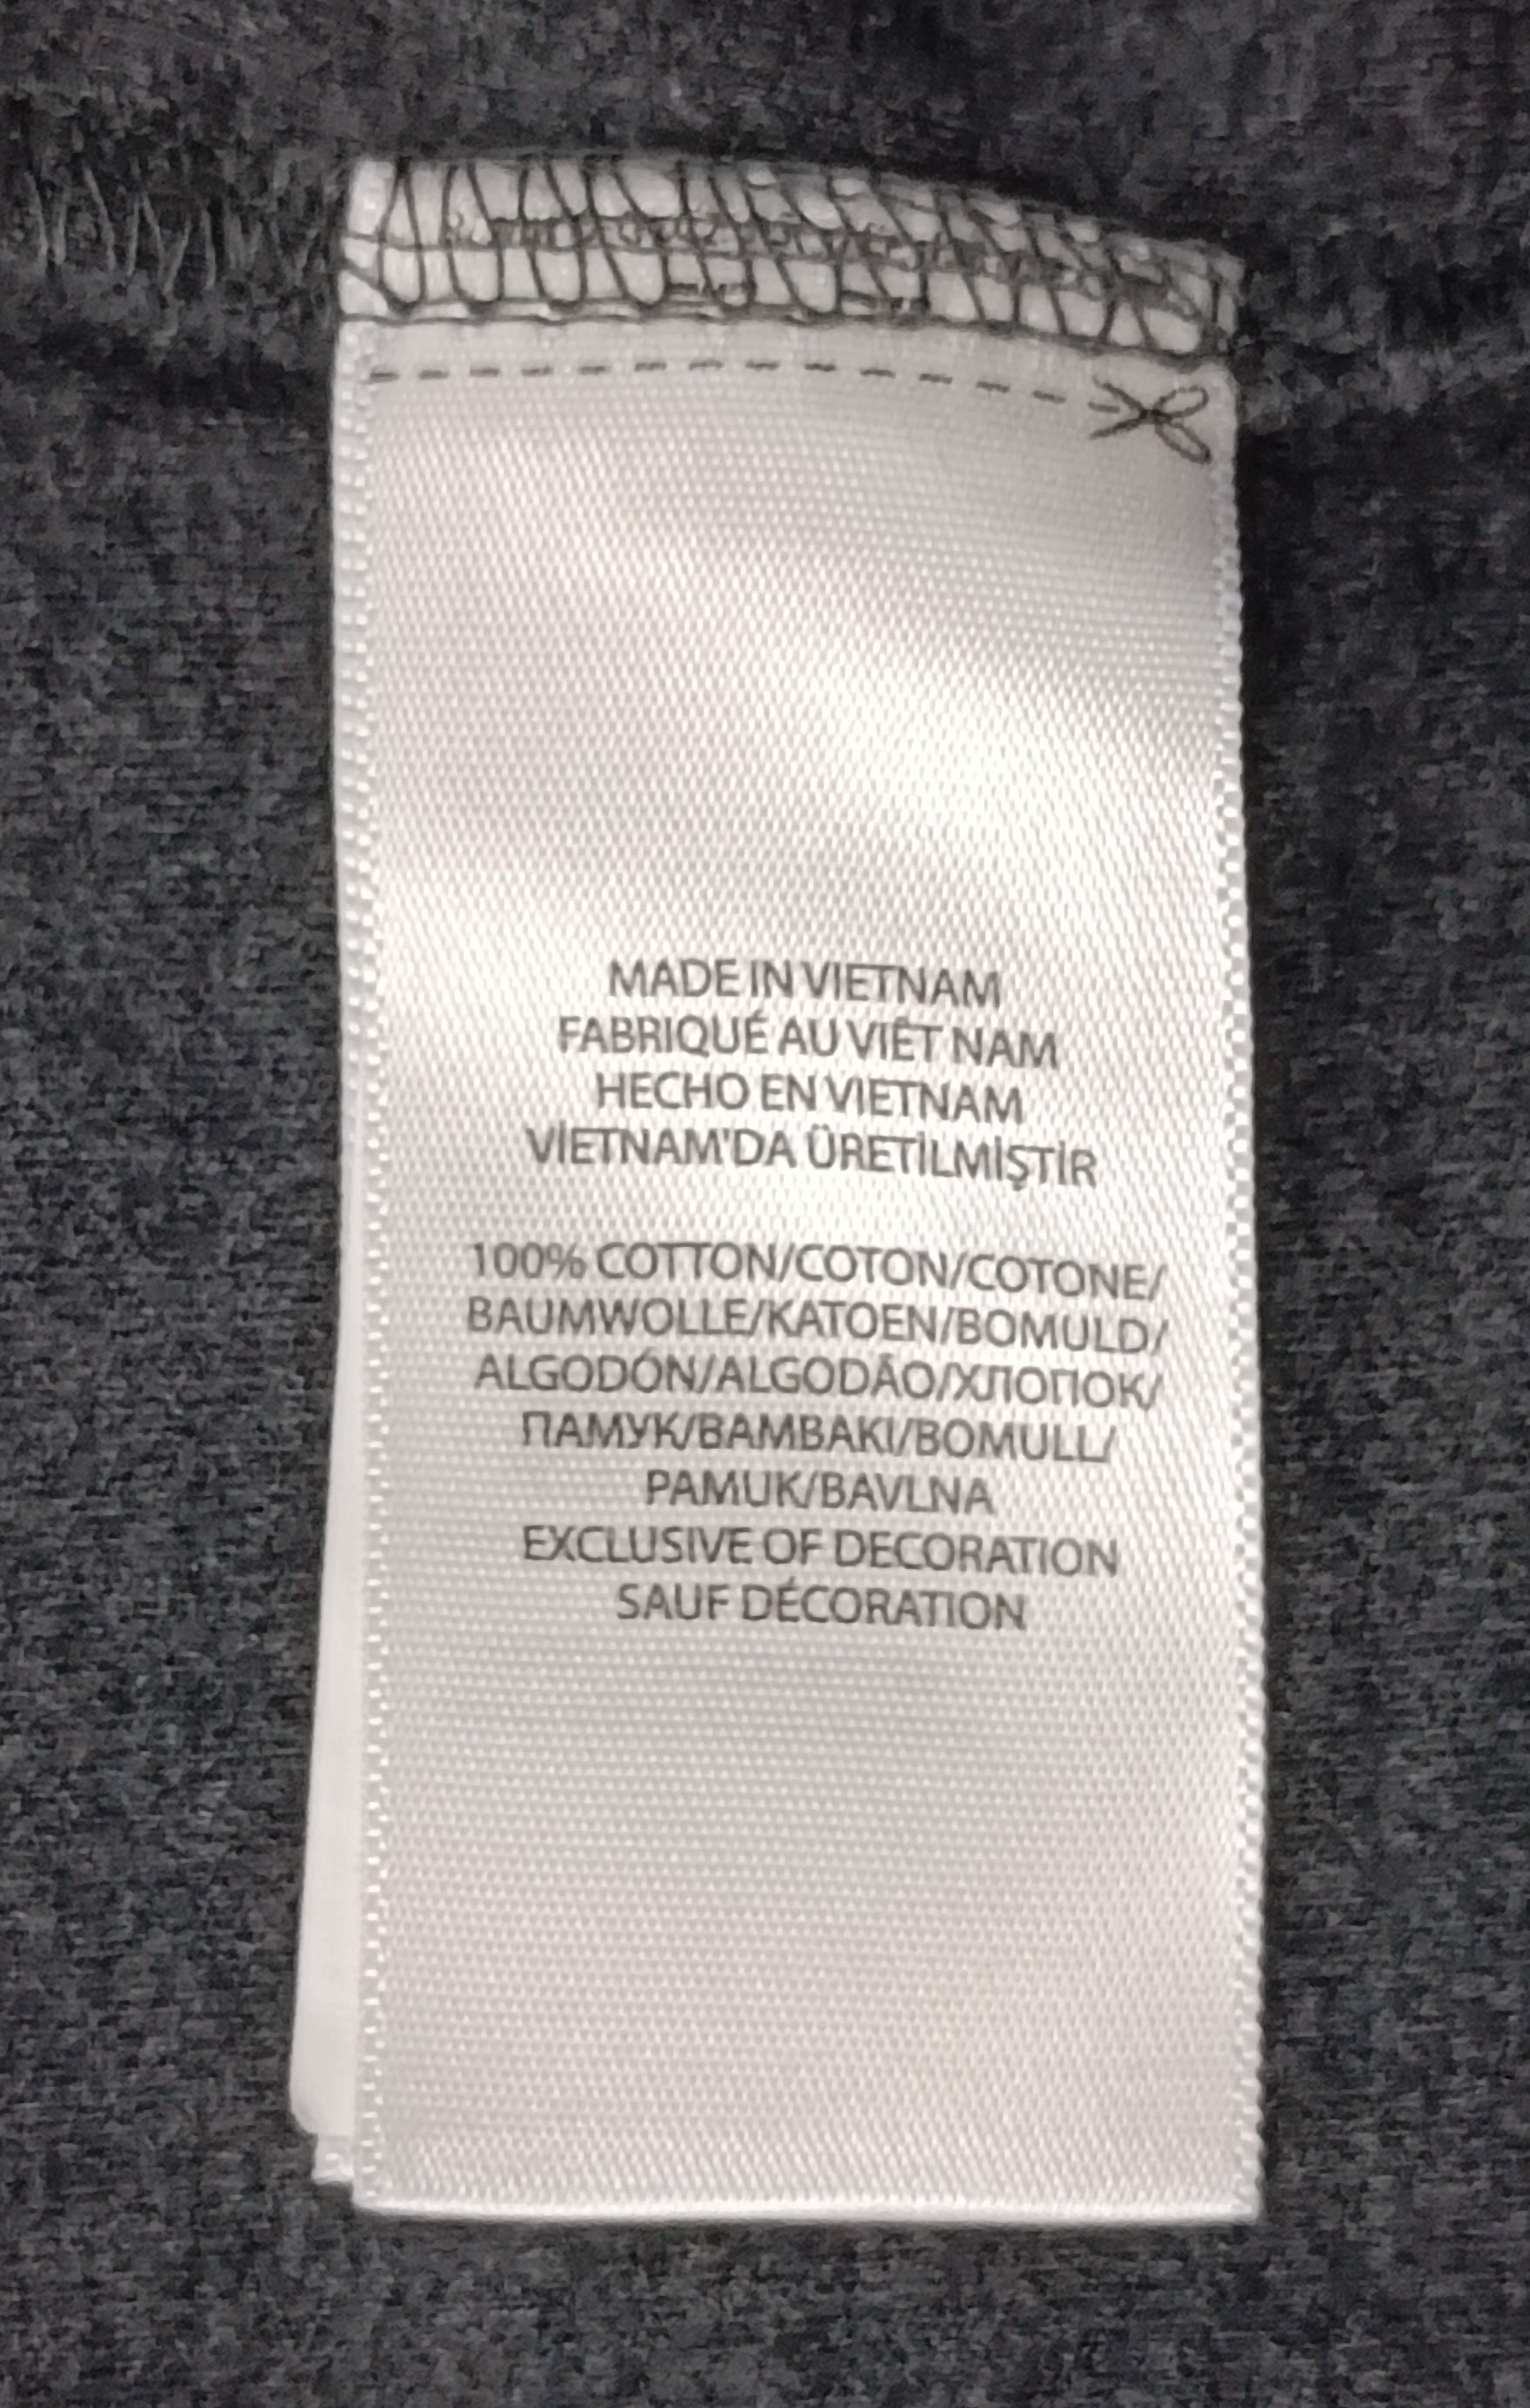 MADE IN VIETNAM
FABRIQUÉ AU VIÊT NAM
HECHO EN VIETNAM
VİETNAM'DA ÜRETİLMİŞTİR
100% COTTON/COTON/COTONE/
BAUMWOLLE/KATOEN/BOMULD/
ALGODÓN/ALGODÃO/ХЛОПОК/
ПАМУК/ΒΑΜΒΑΚΙ/BOMULL/
PAMUK/BAVLNA
EXCLUSIVE OF DECORATION
SAUF DÉCORATION